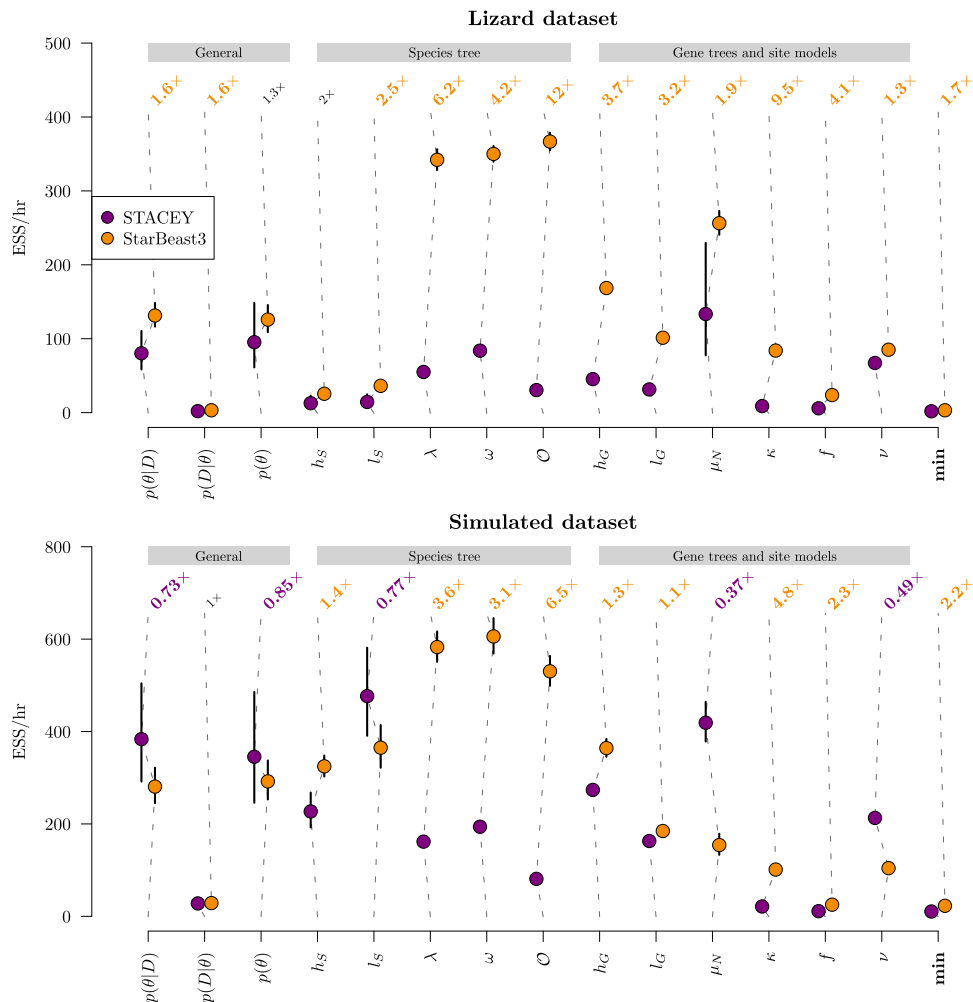 Lizard dataset
500
General Species tree Gene trees and site models
1.6× 1.6× 1.3× 2× 2.5× 6.2× 4.2× 12× 3.7× 3.2× 1.9× 9.5× 4.1× 1.3× 1.7×
400
300
ESS/hr
STACEY
StarBeast3
200
100
0
p(θ|D) p(D|θ) p(θ) h_S l_S λ ω 𝒪 h_G l_G μ_N κ f ν min
Simulated dataset
800
General Species tree Gene trees and site models
0.73× 1× 0.85× 1.4× 0.77× 3.6× 3.1× 6.5× 1.3× 1.1× 0.37× 4.8× 2.3× 0.49× 2.2×
600
ESS/hr
400
200
0
p(θ|D) p(D|θ) p(θ) h_S l_S λ ω 𝒪 h_G l_G μ_N κ f ν min